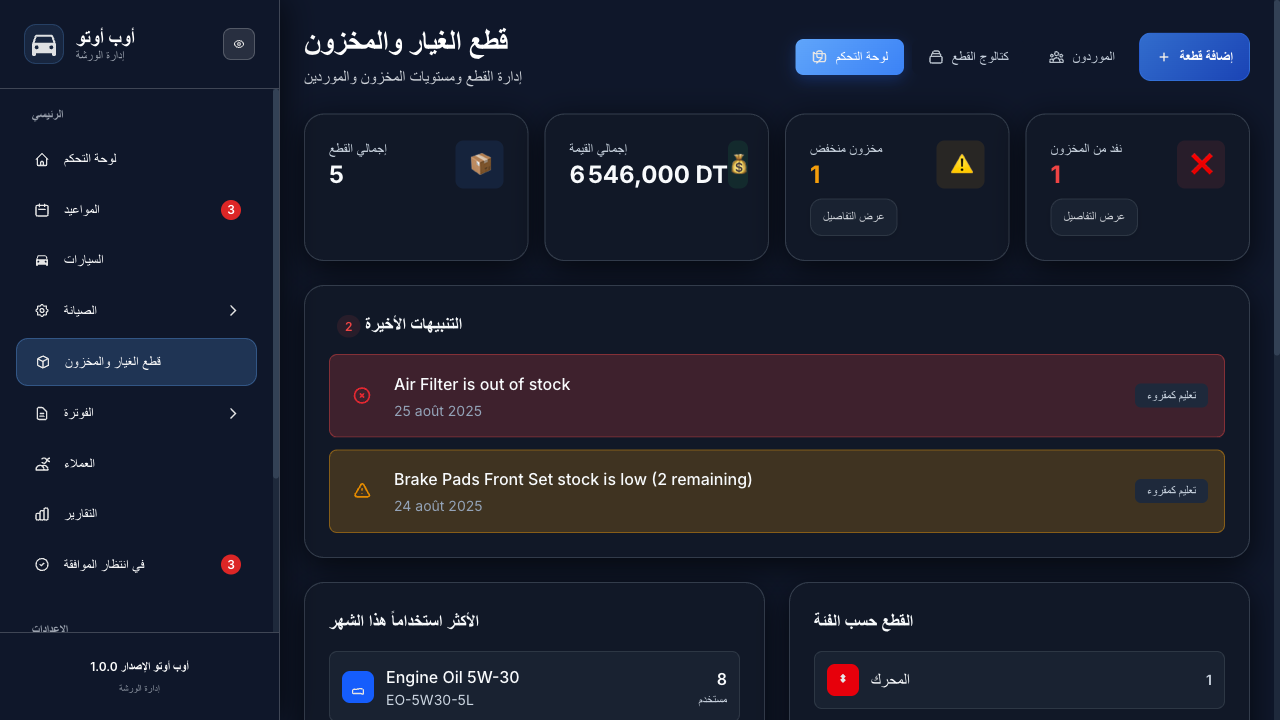 أوب أوتو
إدارة الورشة
الرئيسي
لوحة التحكم
المواعيد
3
السيارات
الصيانة
قطع الغيار والمخزون
الفوترة
العملاء
التقارير
في انتظار الموافقة
3
الإعدادات
أوب أوتو الإصدار 1.0.0
إدارة الورشة
قطع الغيار والمخزون
إدارة القطع ومستويات المخزون والموردين
لوحة التحكم
كتالوج القطع
الموردون
إضافة قطعة
إجمالي القطع
5
إجمالي القيمة
6 546,000 DT
مخزون منخفض
1
عرض التفاصيل
نفد من المخزون
1
عرض التفاصيل
التنبيهات الأخيرة 2
Air Filter is out of stock
25 août 2025
تعليم كمقروء
Brake Pads Front Set stock is low (2 remaining)
24 août 2025
تعليم كمقروء
الأكثر استخداماً هذا الشهر
Engine Oil 5W-30
EO-5W30-5L
8
مستخدم
القطع حسب الفئة
المحرك
1